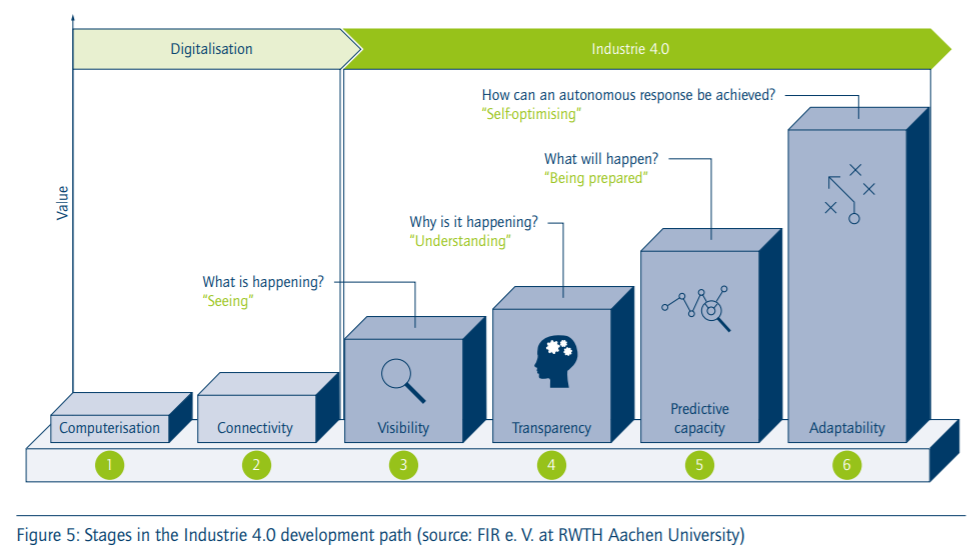 Digitalisation
Industrie 4.0
Value
How can an autonomous response be achieved?
"Self-optimising"
What will happen?
"Being prepared"
Why is it happening?
"Understanding"
What is happening?
"Seeing"
Computerisation
Connectivity
Visibility
Transparency
Predictive
capacity
Adaptability
1
2
3
4
5
6
Figure 5: Stages in the Industrie 4.0 development path (source: FIR e. V. at RWTH Aachen University)